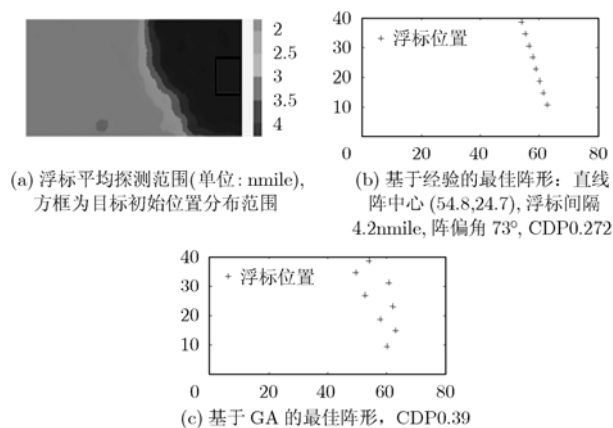 2
2.5
3
3.5
4
(a) 浮标平均探测范围(单位: nmile),
方框为目标初始位置分布范围
40
30
20
10
0
20
40
60
80
+ 浮标位置
(b) 基于经验的最佳阵形: 直线
阵中心 (54.8,24.7), 浮标间隔
4.2nmile, 阵偏角 73°, CDP0.272
40
30
20
10
0
20
40
60
80
+ 浮标位置
(c) 基于 GA 的最佳阵形, CDP0.39